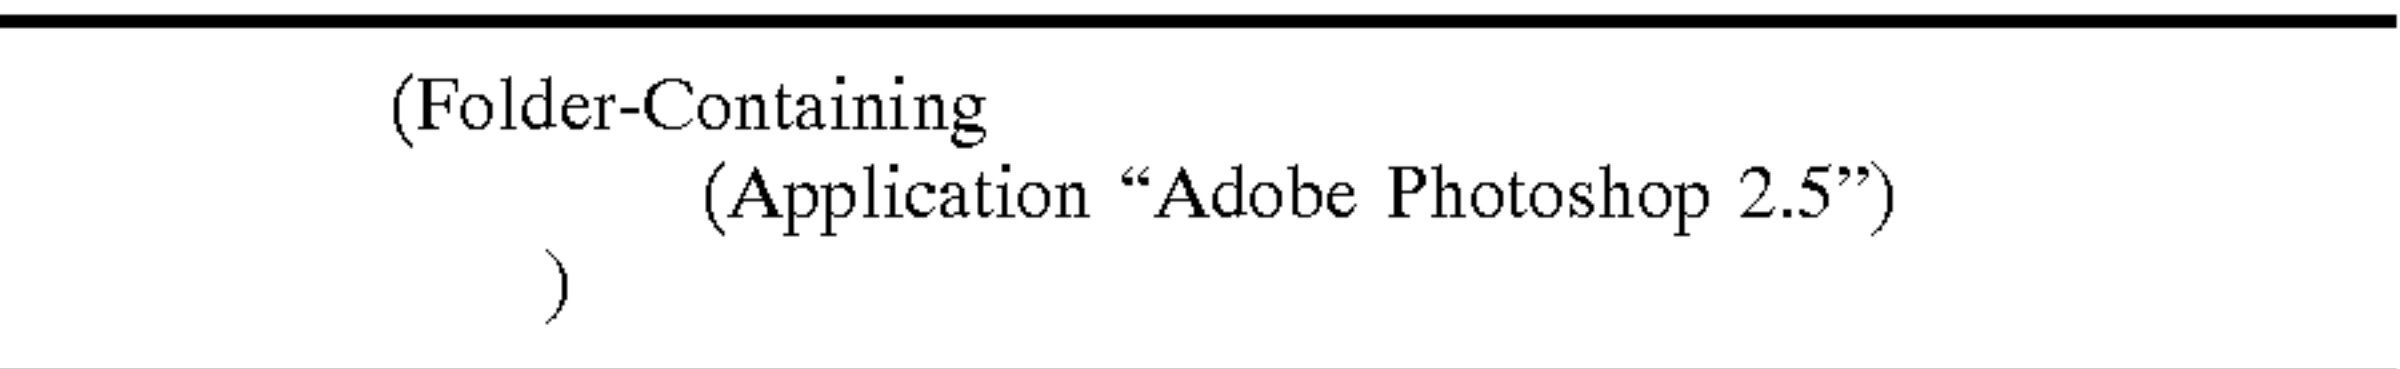 (Folder-Containing
(Application “Adobe Photoshop 2.5”)
)